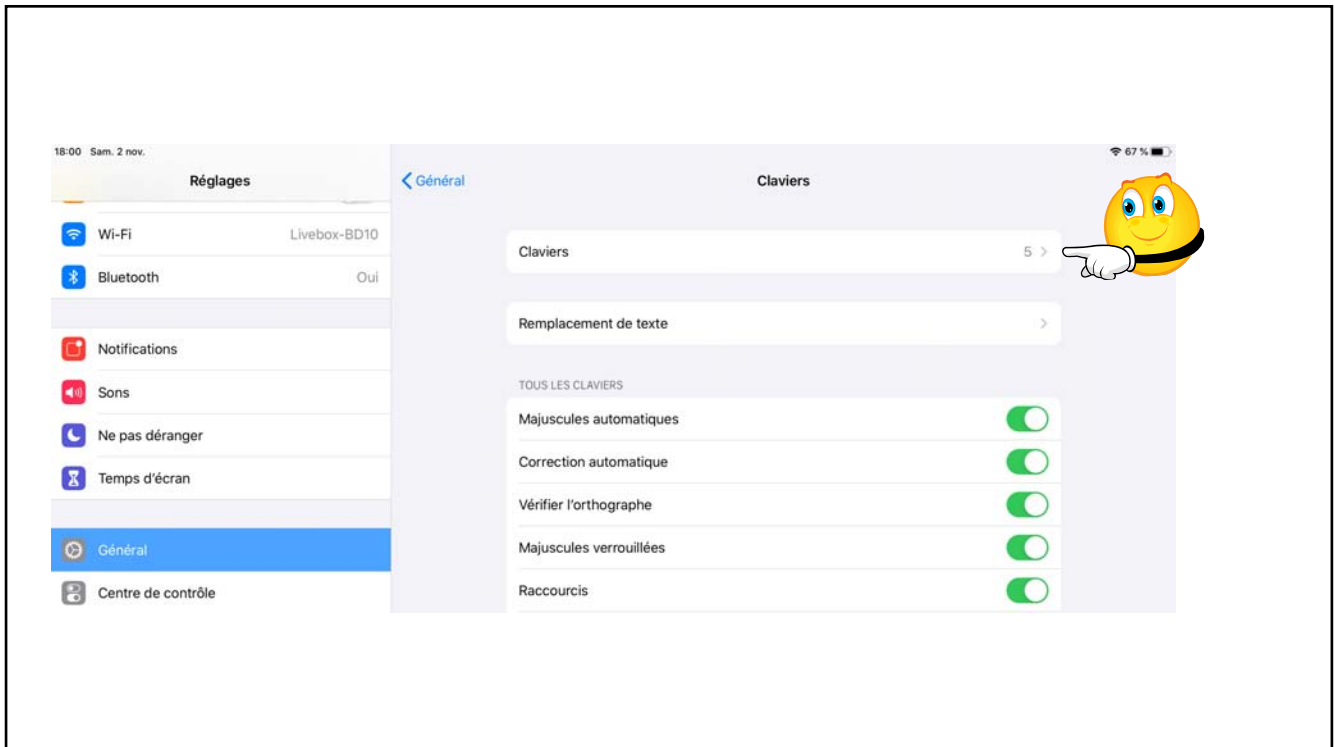 18:00 Sam. 2 nov.
67 %
Réglages
Wi-Fi Livebox-BD10
Bluetooth Oui
Notifications
Sons
Ne pas déranger
Temps d'écran
Général
Centre de contrôle
Général
Claviers
Claviers 5
Remplacement de texte
TOUS LES CLAVIERS
Majuscules automatiques
Correction automatique
Vérifier l'orthographe
Majuscules verrouillées
Raccourcis